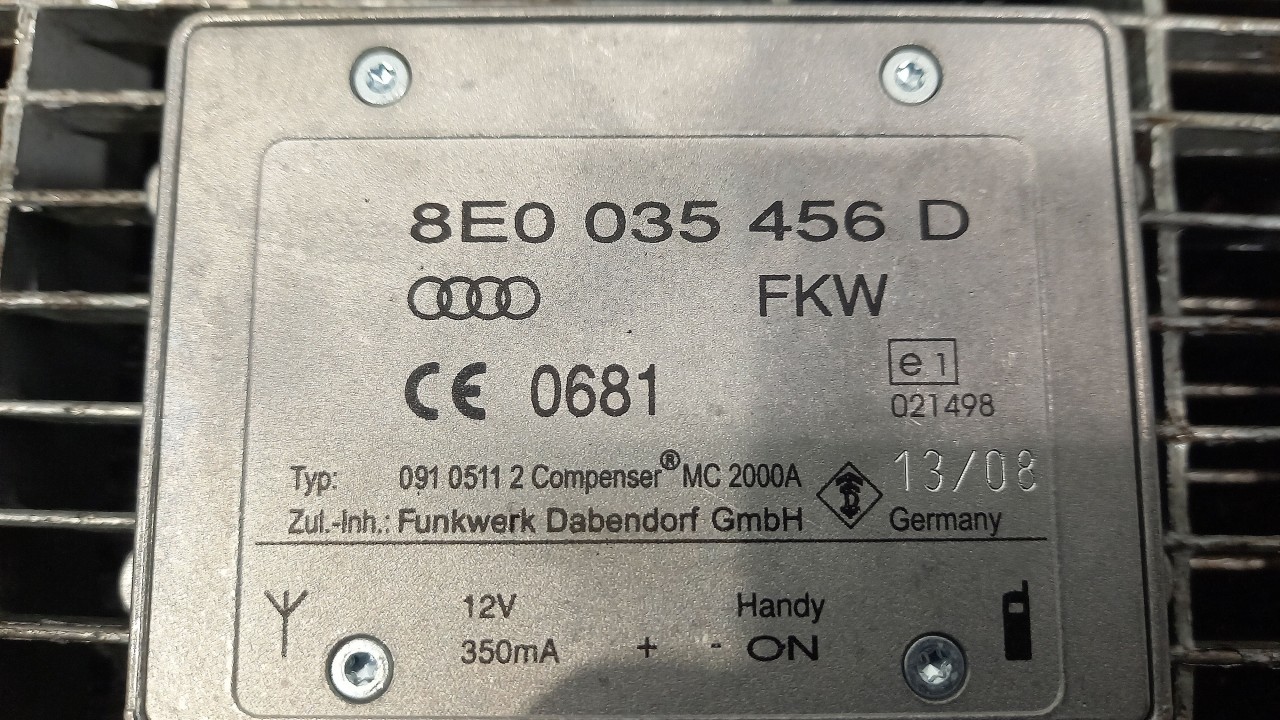 8E0 035 456 D
FKW
CE 0681
e 1
021498
Typ: 091 0511 2 Compenser® MC 2000A
13/08
Zul.-Inh.: Funkwerk Dabendorf GmbH
Germany
12V Handy
350mA + - ON